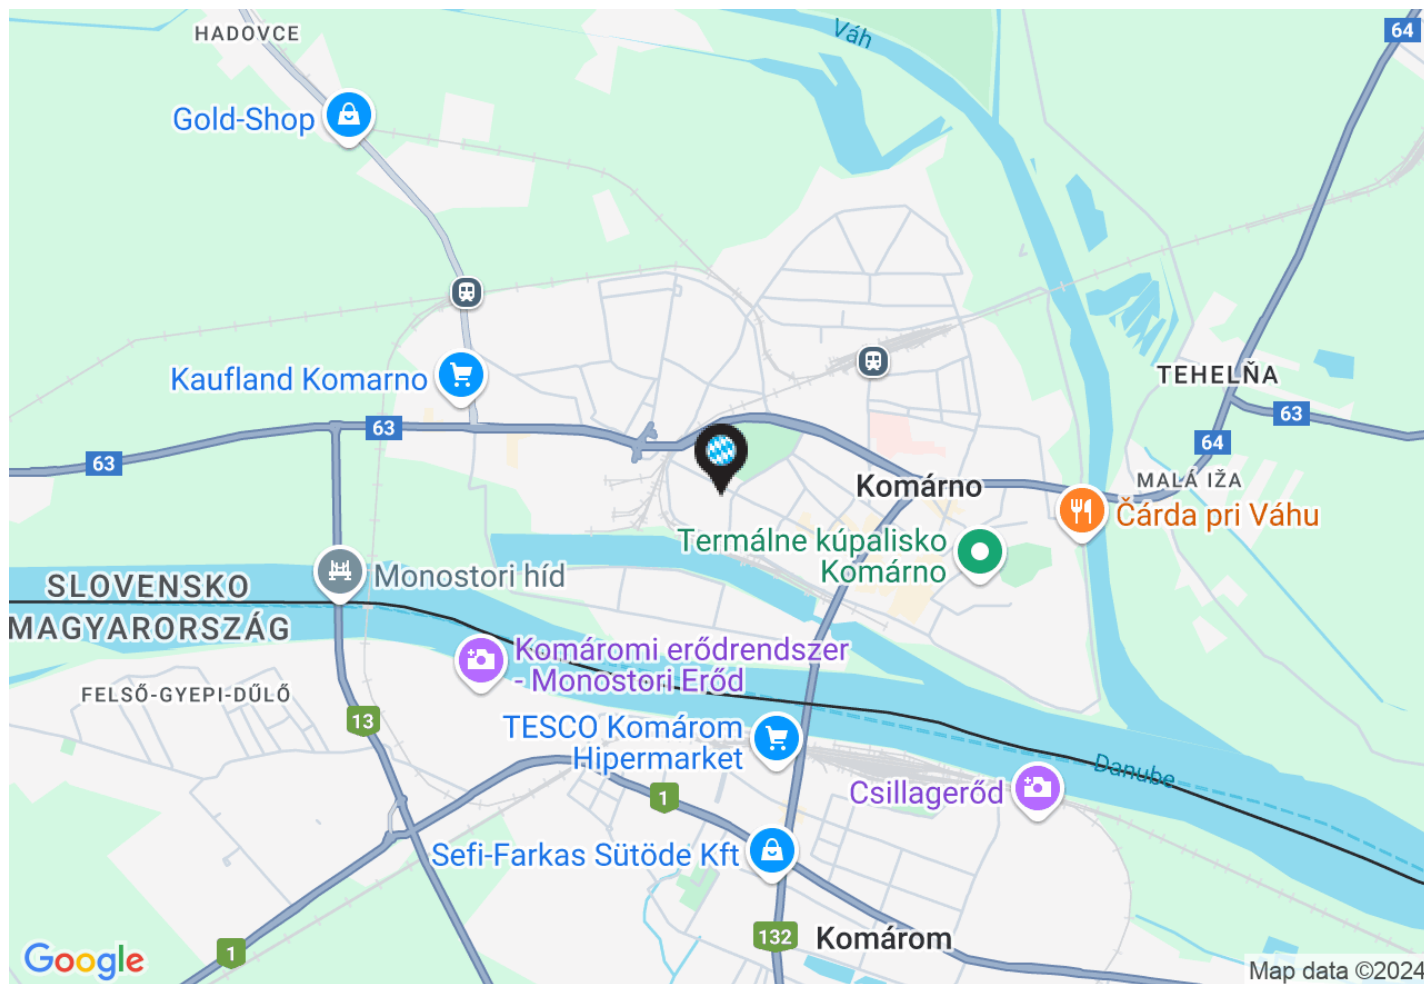 64
Váh
HADOVCE
Gold-Shop
TEHELŇA
Kaufland Komarno
63
63
63
64
MALÁ IŽA
Komárno
Čárda pri Váhu
Termálne kúpalisko
Komárno
SLOVENSKO
MAGYARORSZÁG
Monostori híd
Komáromi erődrendszer
- Monostori Erőd
FELSŐ-GYEPI-DŰLŐ
13
TESCO Komárom
Hipermarket
Danube
Csillagerőd
1
Sefi-Farkas Sütöde Kft
132
Komárom
1
Google
Map data ©2024